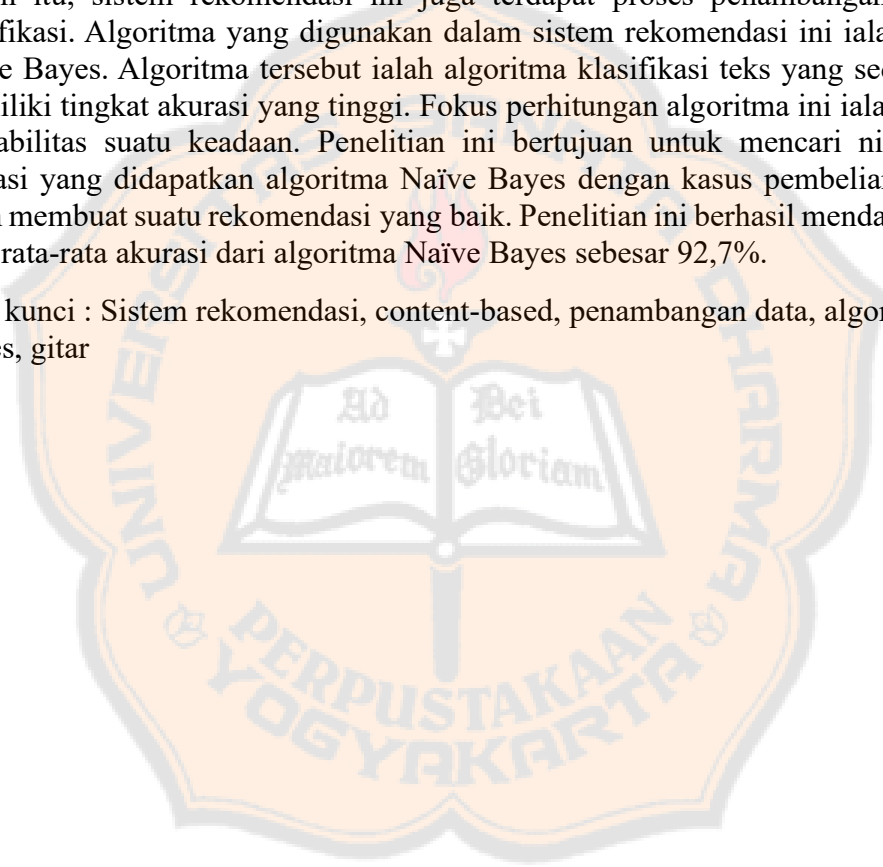 itu, sistem rekomendasi ini juga terdapat proses penambangan
fikasi. Algoritma yang digunakan dalam sistem rekomendasi ini iala
e Bayes. Algoritma tersebut ialah algoritma klasifikasi teks yang sed
iliki tingkat akurasi yang tinggi. Fokus perhitungan algoritma ini iala
abilitas suatu keadaan. Penelitian ini bertujuan untuk mencari ni
asi yang didapatkan algoritma Naïve Bayes dengan kasus pembelian
membuat suatu rekomendasi yang baik. Penelitian ini berhasil menda
rata-rata akurasi dari algoritma Naïve Bayes sebesar 92,7%.
kunci : Sistem rekomendasi, content-based, penambangan data, algor
es, gitar
UNIVERSITAS SANATA DHARMA
Ad
Maiorem
Dei
Gloriam
PERPUSTAKAAN
YOGYAKARTA